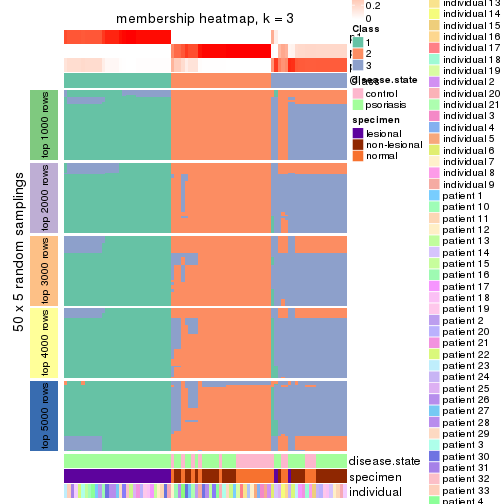 membership heatmap, k = 3
50 x 5 random samplings
top 1000 rows
top 2000 rows
top 3000 rows
top 4000 rows
top 5000 rows
disease.state
specimen
individual
0.2
0
Class
1
2
3
disease.state
control
psoriasis
specimen
lesional
non-lesional
normal
individual 13
individual 14
individual 15
individual 16
individual 17
individual 18
individual 19
individual 2
individual 20
individual 21
individual 3
individual 4
individual 5
individual 6
individual 7
individual 8
individual 9
patient 1
patient 10
patient 11
patient 12
patient 13
patient 14
patient 15
patient 16
patient 17
patient 18
patient 19
patient 2
patient 20
patient 21
patient 22
patient 23
patient 24
patient 25
patient 26
patient 27
patient 28
patient 29
patient 3
patient 30
patient 31
patient 32
patient 33
patient 4